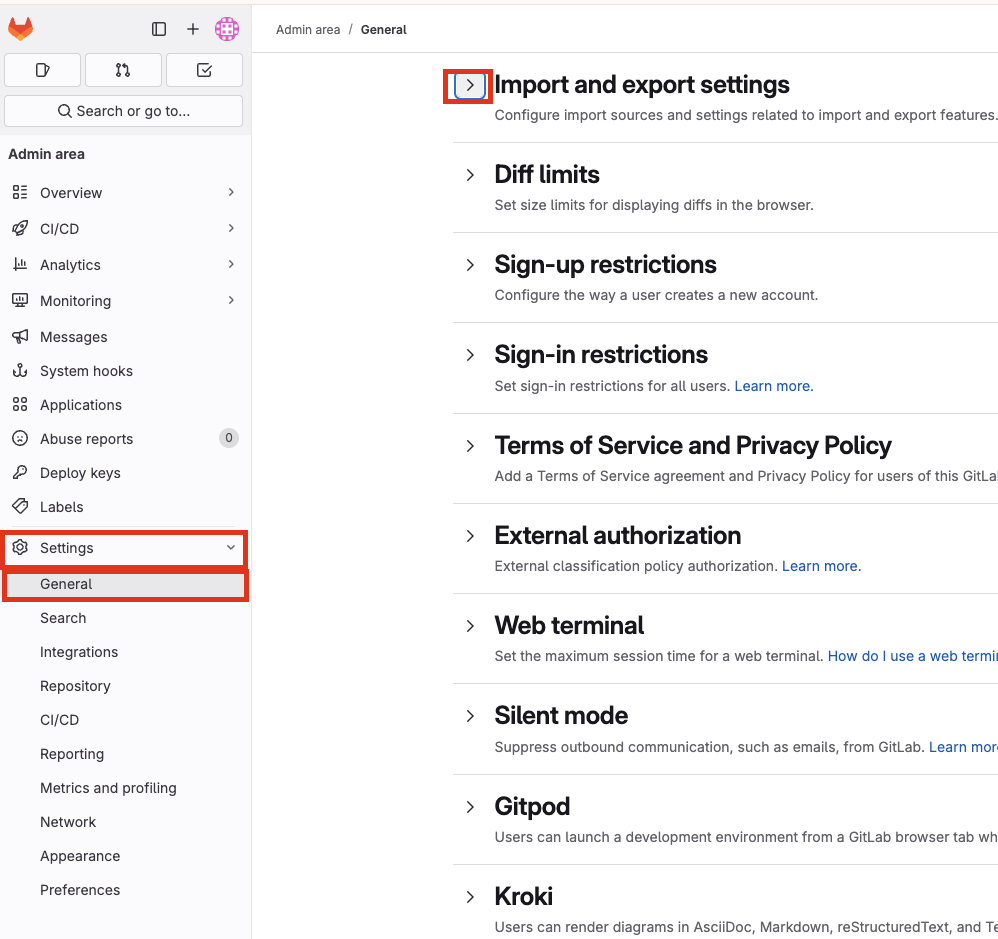 Admin area / General
Search or go to...
Admin area
Overview
CI/CD
Analytics
Monitoring
Messages
System hooks
Applications
Abuse reports 0
Deploy keys
Labels
Settings
General
Search
Integrations
Repository
CI/CD
Reporting
Metrics and profiling
Network
Appearance
Preferences
Import and export settings
Configure import sources and settings related to import and export features.
Diff limits
Set size limits for displaying diffs in the browser.
Sign-up restrictions
Configure the way a user creates a new account.
Sign-in restrictions
Set sign-in restrictions for all users. Learn more.
Terms of Service and Privacy Policy
Add a Terms of Service agreement and Privacy Policy for users of this
External authorization
External classification policy authorization. Learn more.
Web terminal
Set the maximum session time for a web terminal. How do I use a web
Silent mode
Suppress outbound communication, such as emails, from GitLab. Learn
Gitpod
Users can launch a development environment from a GitLab browser tab
Kroki
Users can render diagrams in AsciiDoc, Markdown, reStructuredText, and